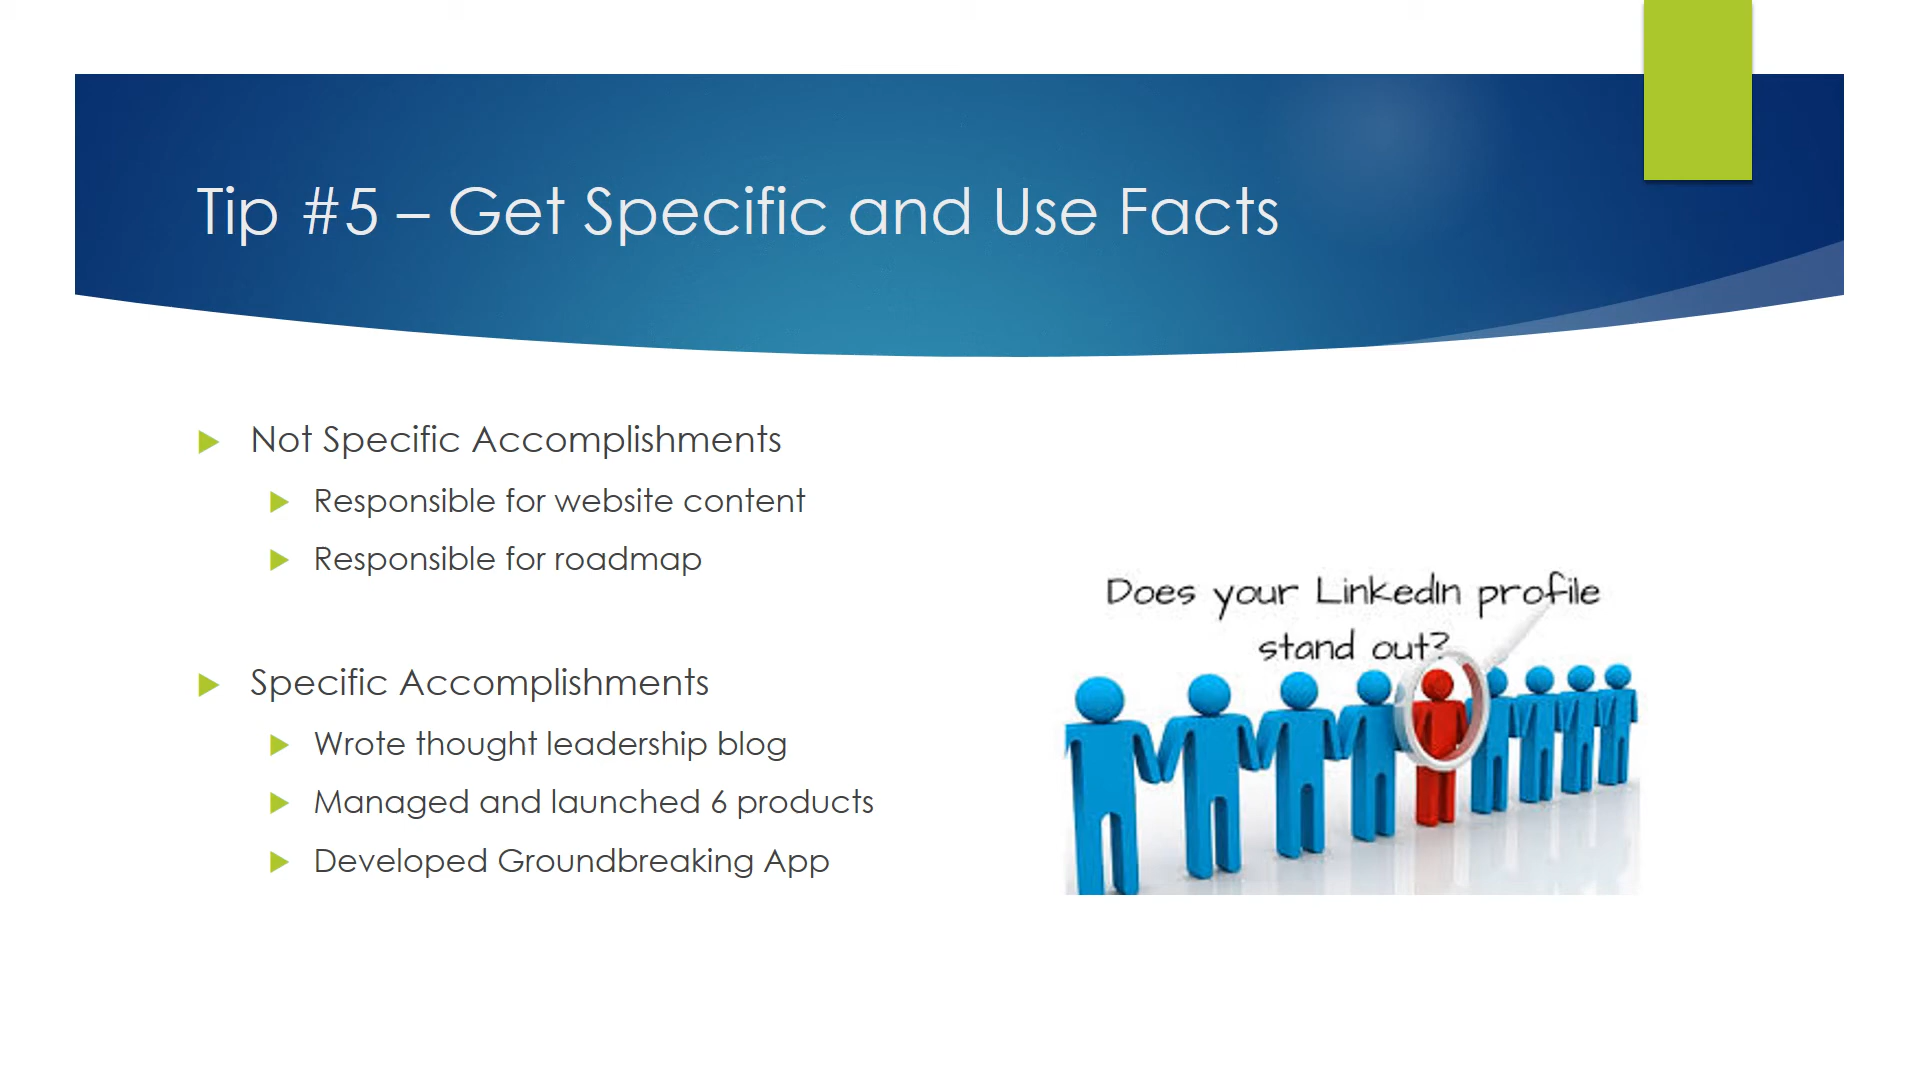 Tip #5 – Get Specific and Use Facts
Not Specific Accomplishments
Responsible for website content
Responsible for roadmap
Specific Accomplishments
Wrote thought leadership blog
Managed and launched 6 products
Developed Groundbreaking App
Does your LinkedIn profile
stand out?